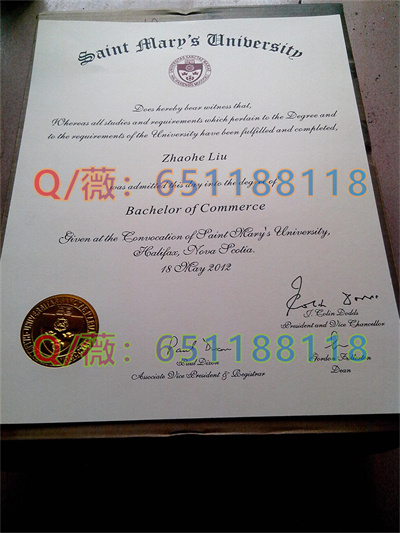 Saint Mary's University
Does hereby bear witness that,
Whereas all studies and requirements which pertain to the Degree and
to the requirements of the University have been fulfilled and completed,
Zhaohe Liu
Q/薇：651188118
was admitted this day into the degree of
Bachelor of Commerce
Given at the Convocation of Saint Mary's University,
Halifax, Nova Scotia.
18 May 2012
J. Colin Dodds
President and Vice Chancellor
Q/薇：651188118
Paul Dixon
Associate Vice President & Registrar
Gordon
Dean